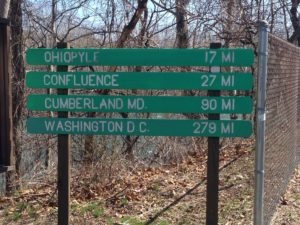 OHIOPYLE 17 MI
CONFLUENCE 27 MI
CUMBERLAND MD. 90 MI
WASHINGTON D.C. 279 MI